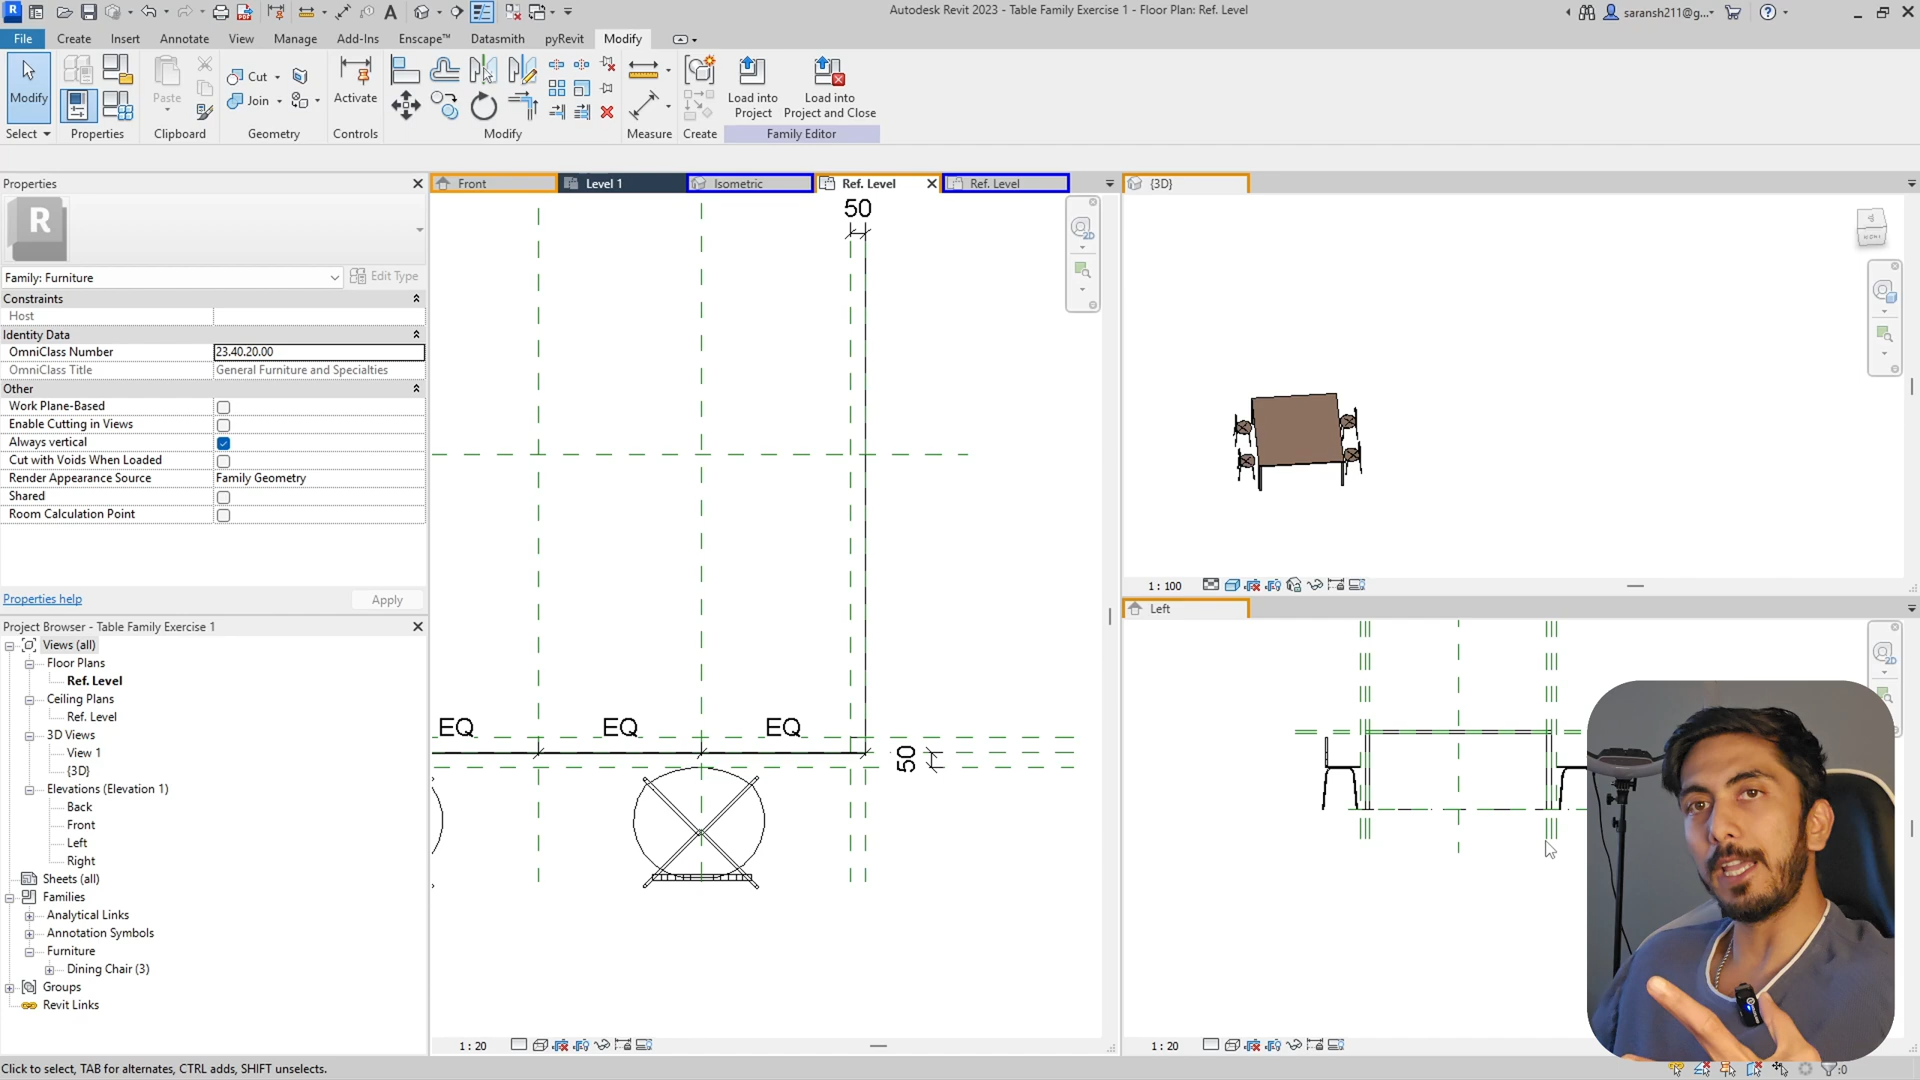 Autodesk Revit 2023 - Table Family Exercise 1 - Floor Plan: Ref. Level
saransh211@g...
File Create Insert Annotate View Manage Add-Ins Enscape™ Datasmith pyRevit Modify
Modify
Paste
Cut
Join
Activate
Load into
Project
Load into
Project and Close
Select Properties Clipboard Geometry Controls Modify Measure Create Family Editor
Properties
R
Family: Furniture
Edit Type
Constraints
Host
Identity Data
OmniClass Number 23.40.20.00
OmniClass Title General Furniture and Specialties
Other
Work Plane-Based
Enable Cutting in Views
Always vertical
Cut with Voids When Loaded
Render Appearance Source Family Geometry
Shared
Room Calculation Point
Properties help
Apply
Project Browser - Table Family Exercise 1
Views (all)
Floor Plans
Ref. Level
Ceiling Plans
Ref. Level
3D Views
View 1
{3D}
Elevations (Elevation 1)
Back
Front
Left
Right
Sheets (all)
Families
Analytical Links
Annotation Symbols
Furniture
Dining Chair (3)
Groups
Revit Links
Front
Level 1
Isometric
Ref. Level
Ref. Level
50
2D
EQ
EQ
EQ
50
1 : 20
{3D}
1 : 100
Left
2D
1 : 20
Click to select, TAB for alternates, CTRL adds, SHIFT unselects.
:0